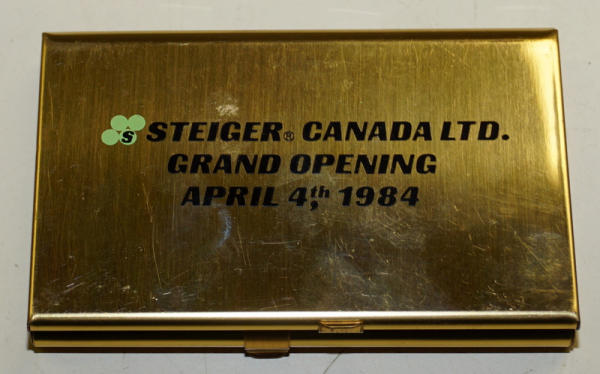 S STEIGER® CANADA LTD.
GRAND OPENING
APRIL 4th, 1984